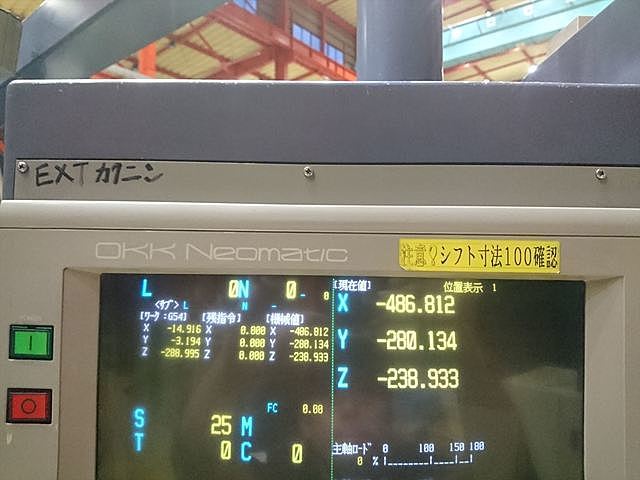 EXT カクニン
OKK Neomatic
注意!シフト寸法100確認
L 0N 0- 0
<サブ> L N - -
[ワーク:G54] [残指令] [機械値]
X -14.916 X 0.000 X -486.812
Y -3.194 Y 0.000 Y -280.134
Z -208.995 Z 0.000 Z -238.933
FC 0.00
S 25 M
T 0 C 0
[現在値] 位置表示 1
X -486.812
Y -280.134
Z -238.933
主軸ロード 0 100 150 180
0 %